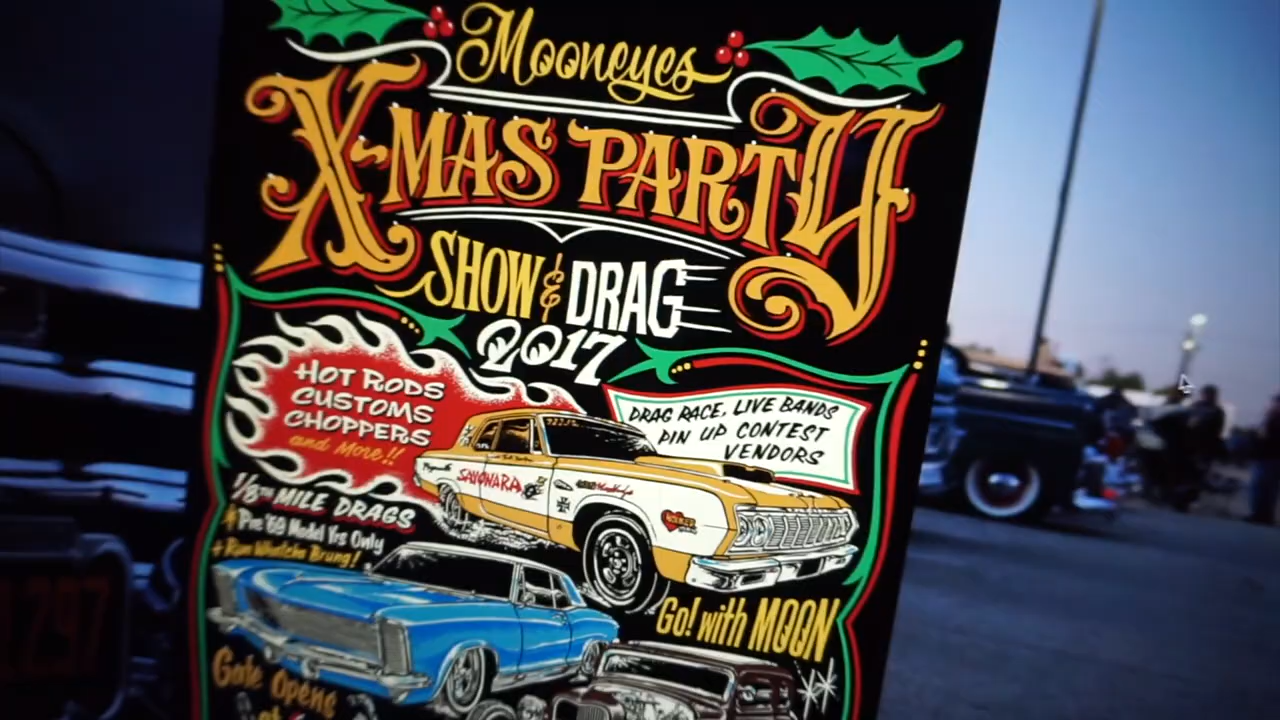 Mooneyes
X-MAS PARTY
SHOW & DRAG
2017
HOT RODS
CUSTOMS
CHOPPERS
and More!!
DRAG RACE, LIVE BANDS
PIN UP CONTEST
VENDORS
SAYONARA
1/8TH MILE DRAGS
Pre '69 Model Yrs Only
Run Whatcha Brung!
Go! with MOON
Gate Opens
at